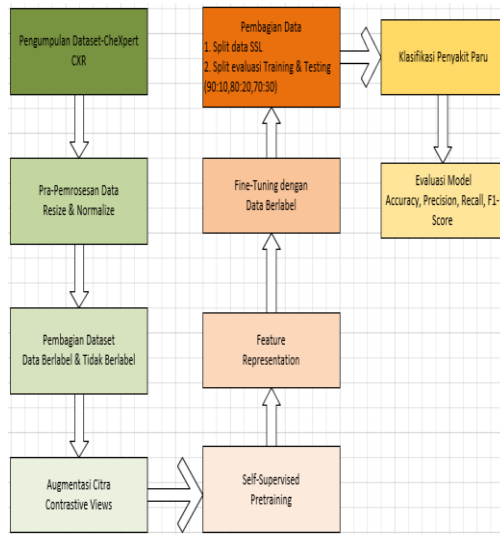 Pengumpulan Dataset-CheXpert
CXR
Pra-Pemrosesan Data
Resize & Normalize
Pembagian Dataset
Data Berlabel & Tidak Berlabel
Augmentasi Citra
Contrastive Views
Self-Supervised
Pretraining
Feature
Representation
Fine-Tuning dengan
Data Berlabel
Pembagian Data
1. Split data SSL
2. Split evaluasi Training & Testing
(90:10,80:20,70:30)
Klasifikasi Penyakit Paru
Evaluasi Model
Accuracy, Precision, Recall, F1-
Score